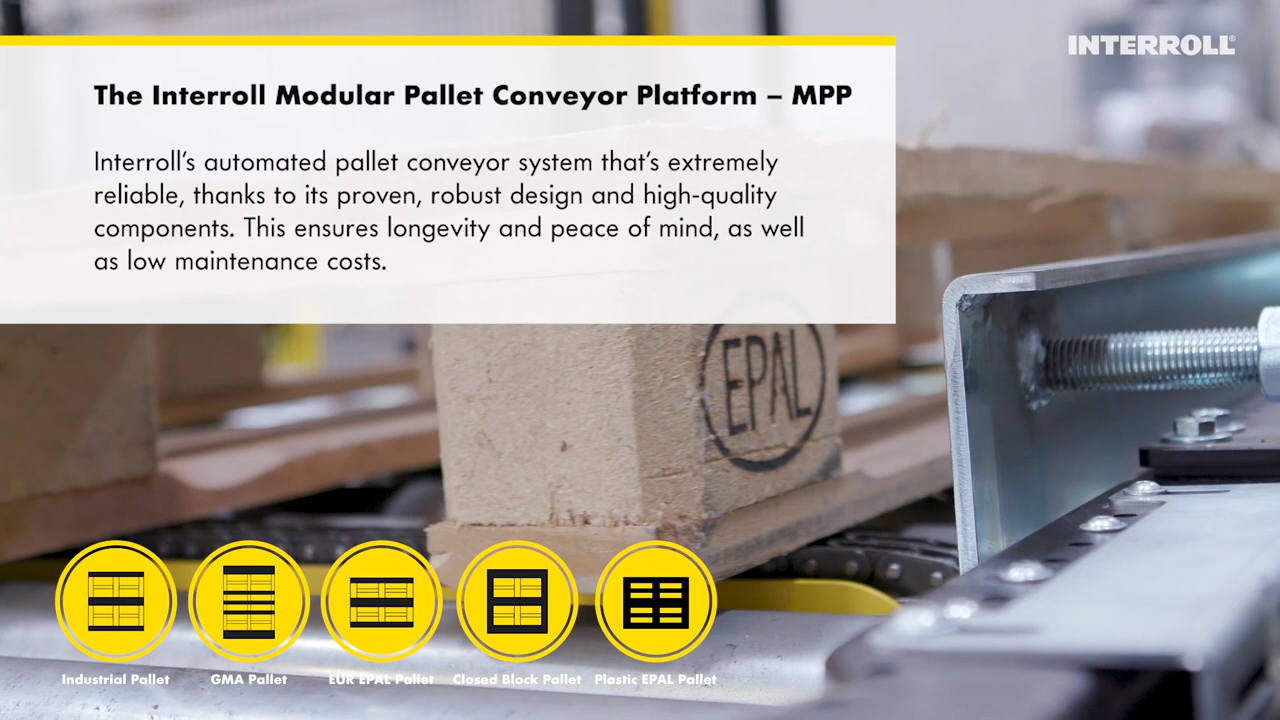 INTERROLL®
The Interroll Modular Pallet Conveyor Platform – MPP
Interroll's automated pallet conveyor system that's extremely
reliable, thanks to its proven, robust design and high-quality
components. This ensures longevity and peace of mind, as well
as low maintenance costs.
EPAL
Industrial Pallet
GMA Pallet
EUR EPAL Pallet
Closed Block Pallet
Plastic EPAL Pallet